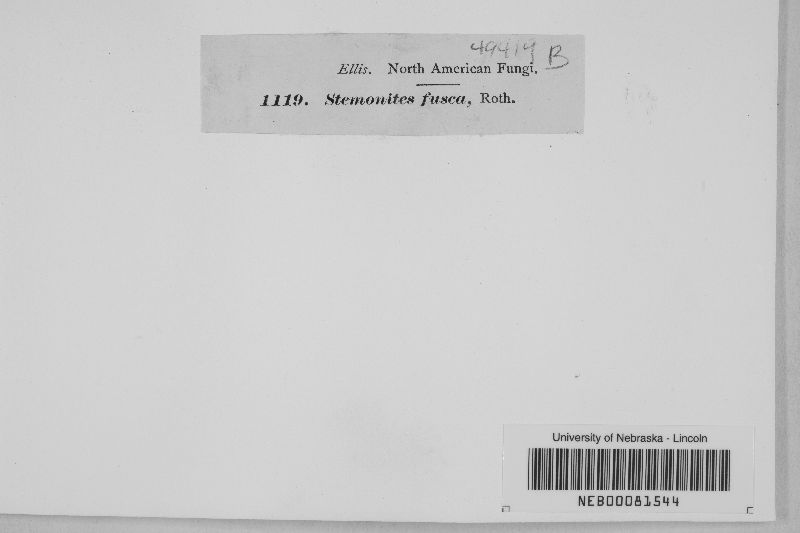 49419 B
Ellis. North American Fungi.
1119. Stemonites fusca, Roth.
University of Nebraska - Lincoln
NEB00081544